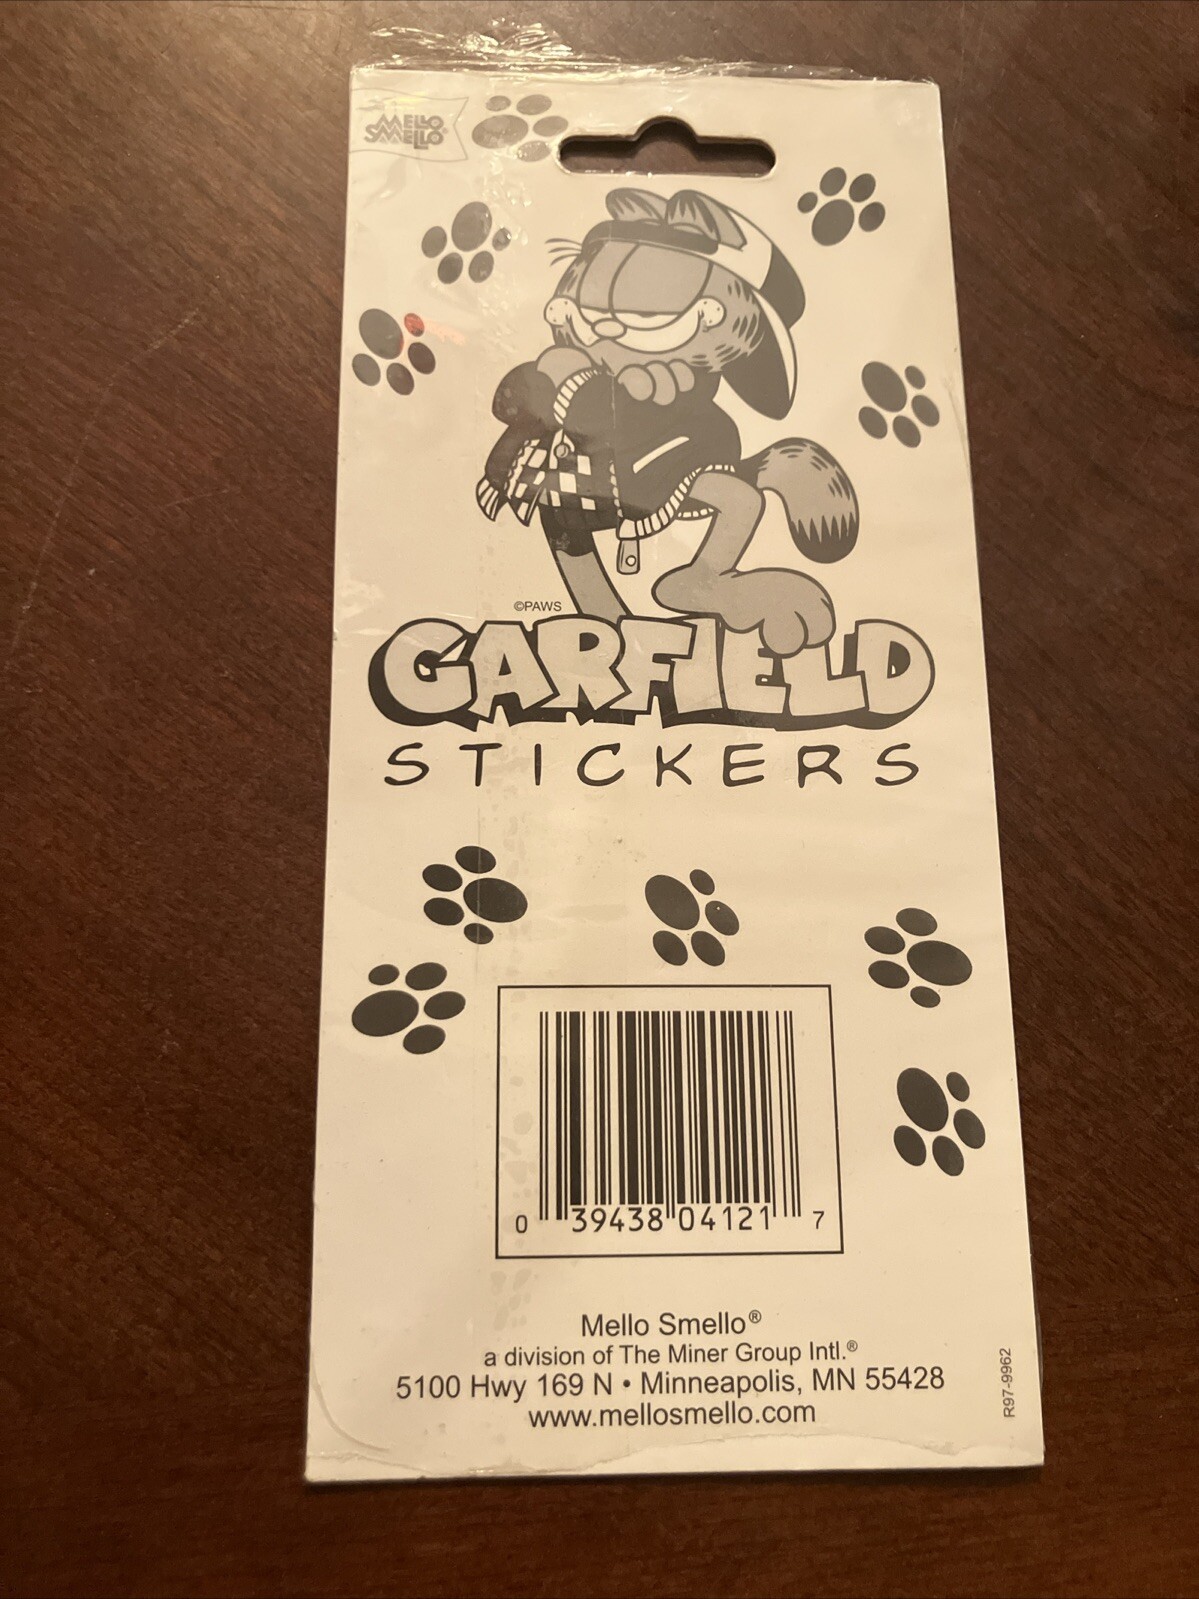 MELLO
SMELLO®
©PAWS
GARFIELD
STICKERS
0 39438 04121 7
Mello Smello®
a division of The Miner Group Intl.®
5100 Hwy 169 N • Minneapolis, MN 55428
www.mellosmello.com
R97-9962